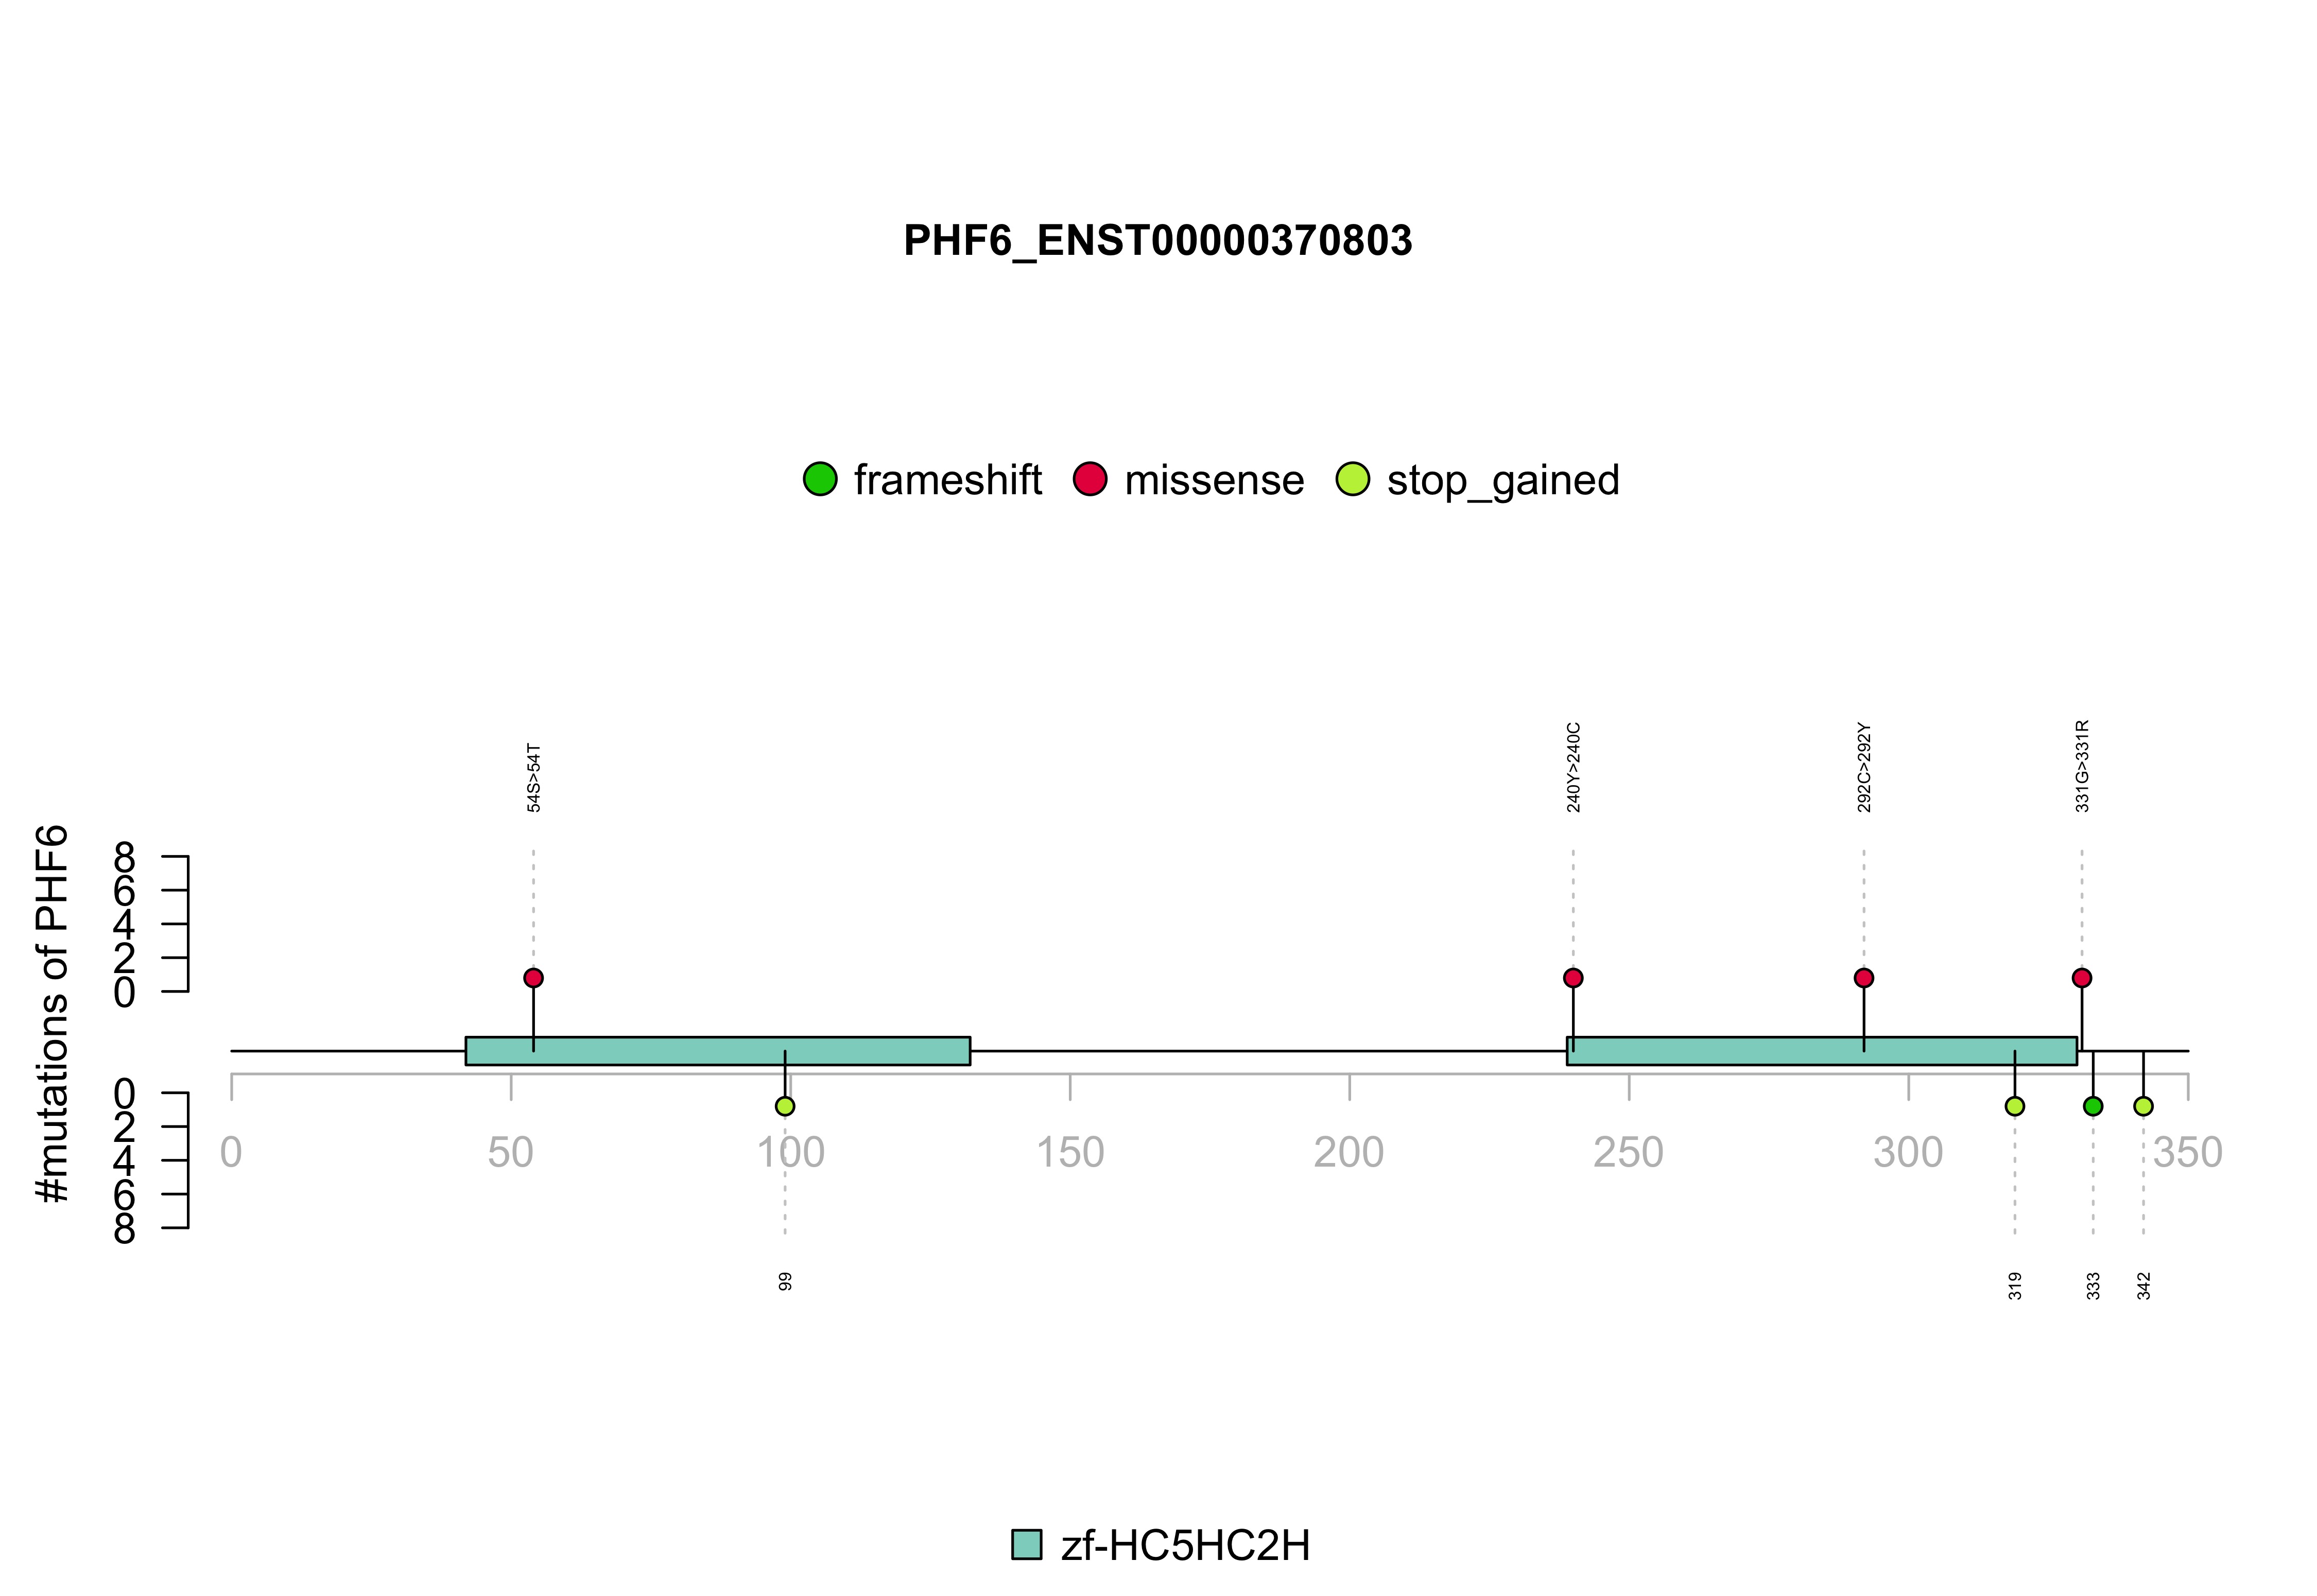 PHF6_ENST00000370803
frameshift missense stop_gained
54S>54T 240Y>240C 292C>292Y 331G>331R
#mutations of PHF6
8
6
4
2
0
0
2
4
6
8
0 50 100 150 200 250 300 350
99 319 333 342
zf-HC5HC2H